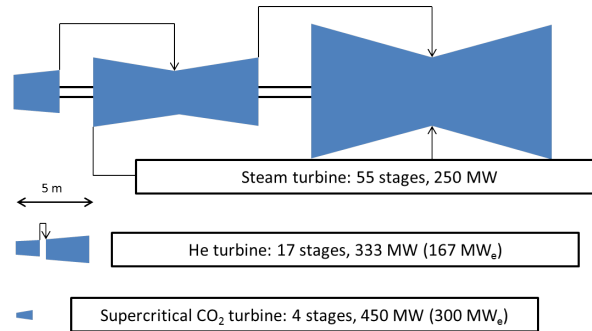 Steam turbine: 55 stages, 250 MW
5 m
He turbine: 17 stages, 333 MW (167 MWₑ)
Supercritical CO₂ turbine: 4 stages, 450 MW (300 MWₑ)